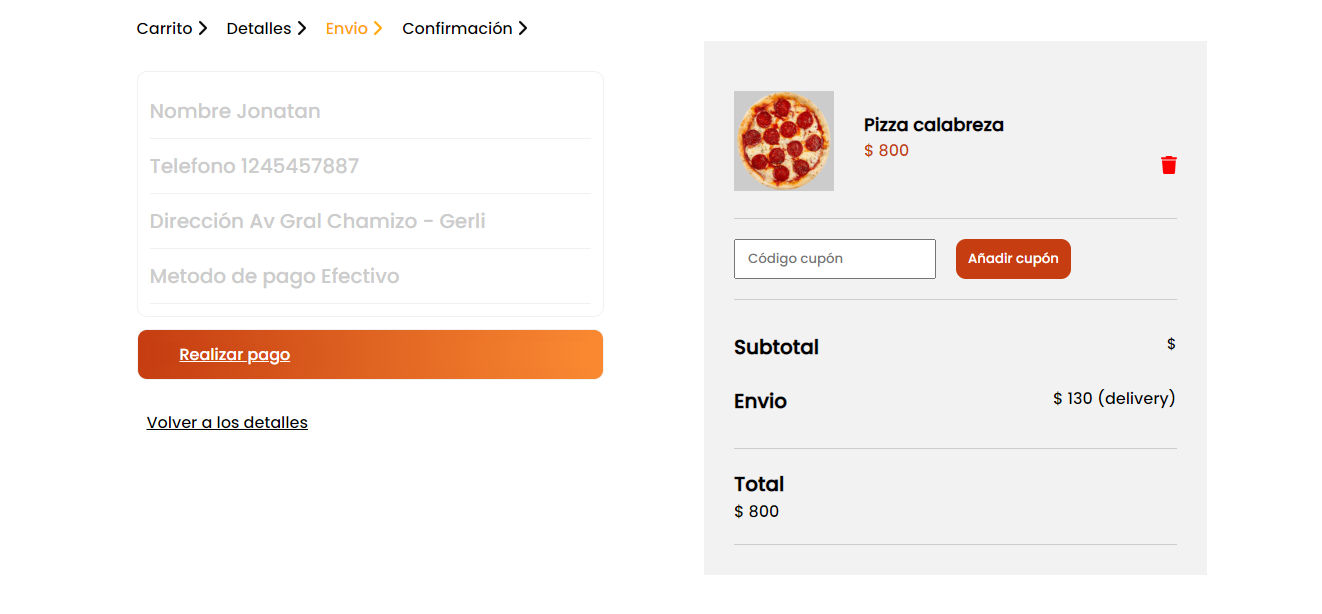 Carrito Detalles Envio Confirmación
Nombre Jonatan
Telefono 1245457887
Dirección Av Gral Chamizo - Gerli
Metodo de pago Efectivo
Realizar pago
Volver a los detalles
Pizza calabreza
$ 800
Código cupón Añadir cupón
Subtotal $
Envio $ 130 (delivery)
Total
$ 800